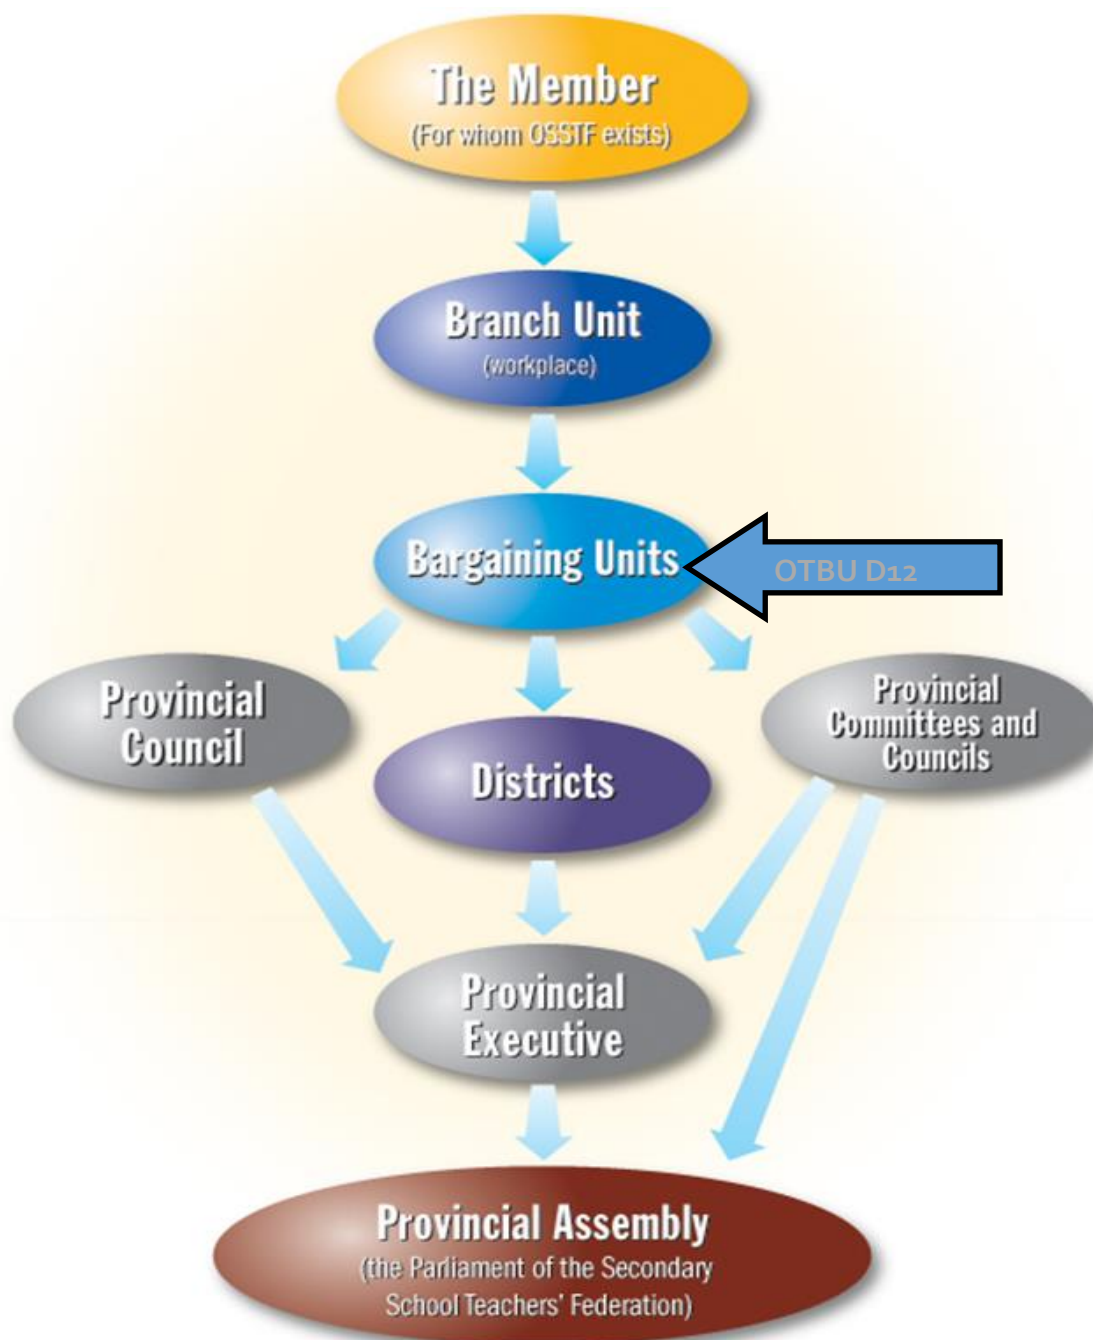 The Member
(For whom OSSTF exists)
Branch Unit
(workplace)
Bargaining Units
OTBU D12
Provincial
Council
Districts
Provincial
Committees and
Councils
Provincial
Executive
Provincial Assembly
(the Parliament of the Secondary
School Teachers' Federation)